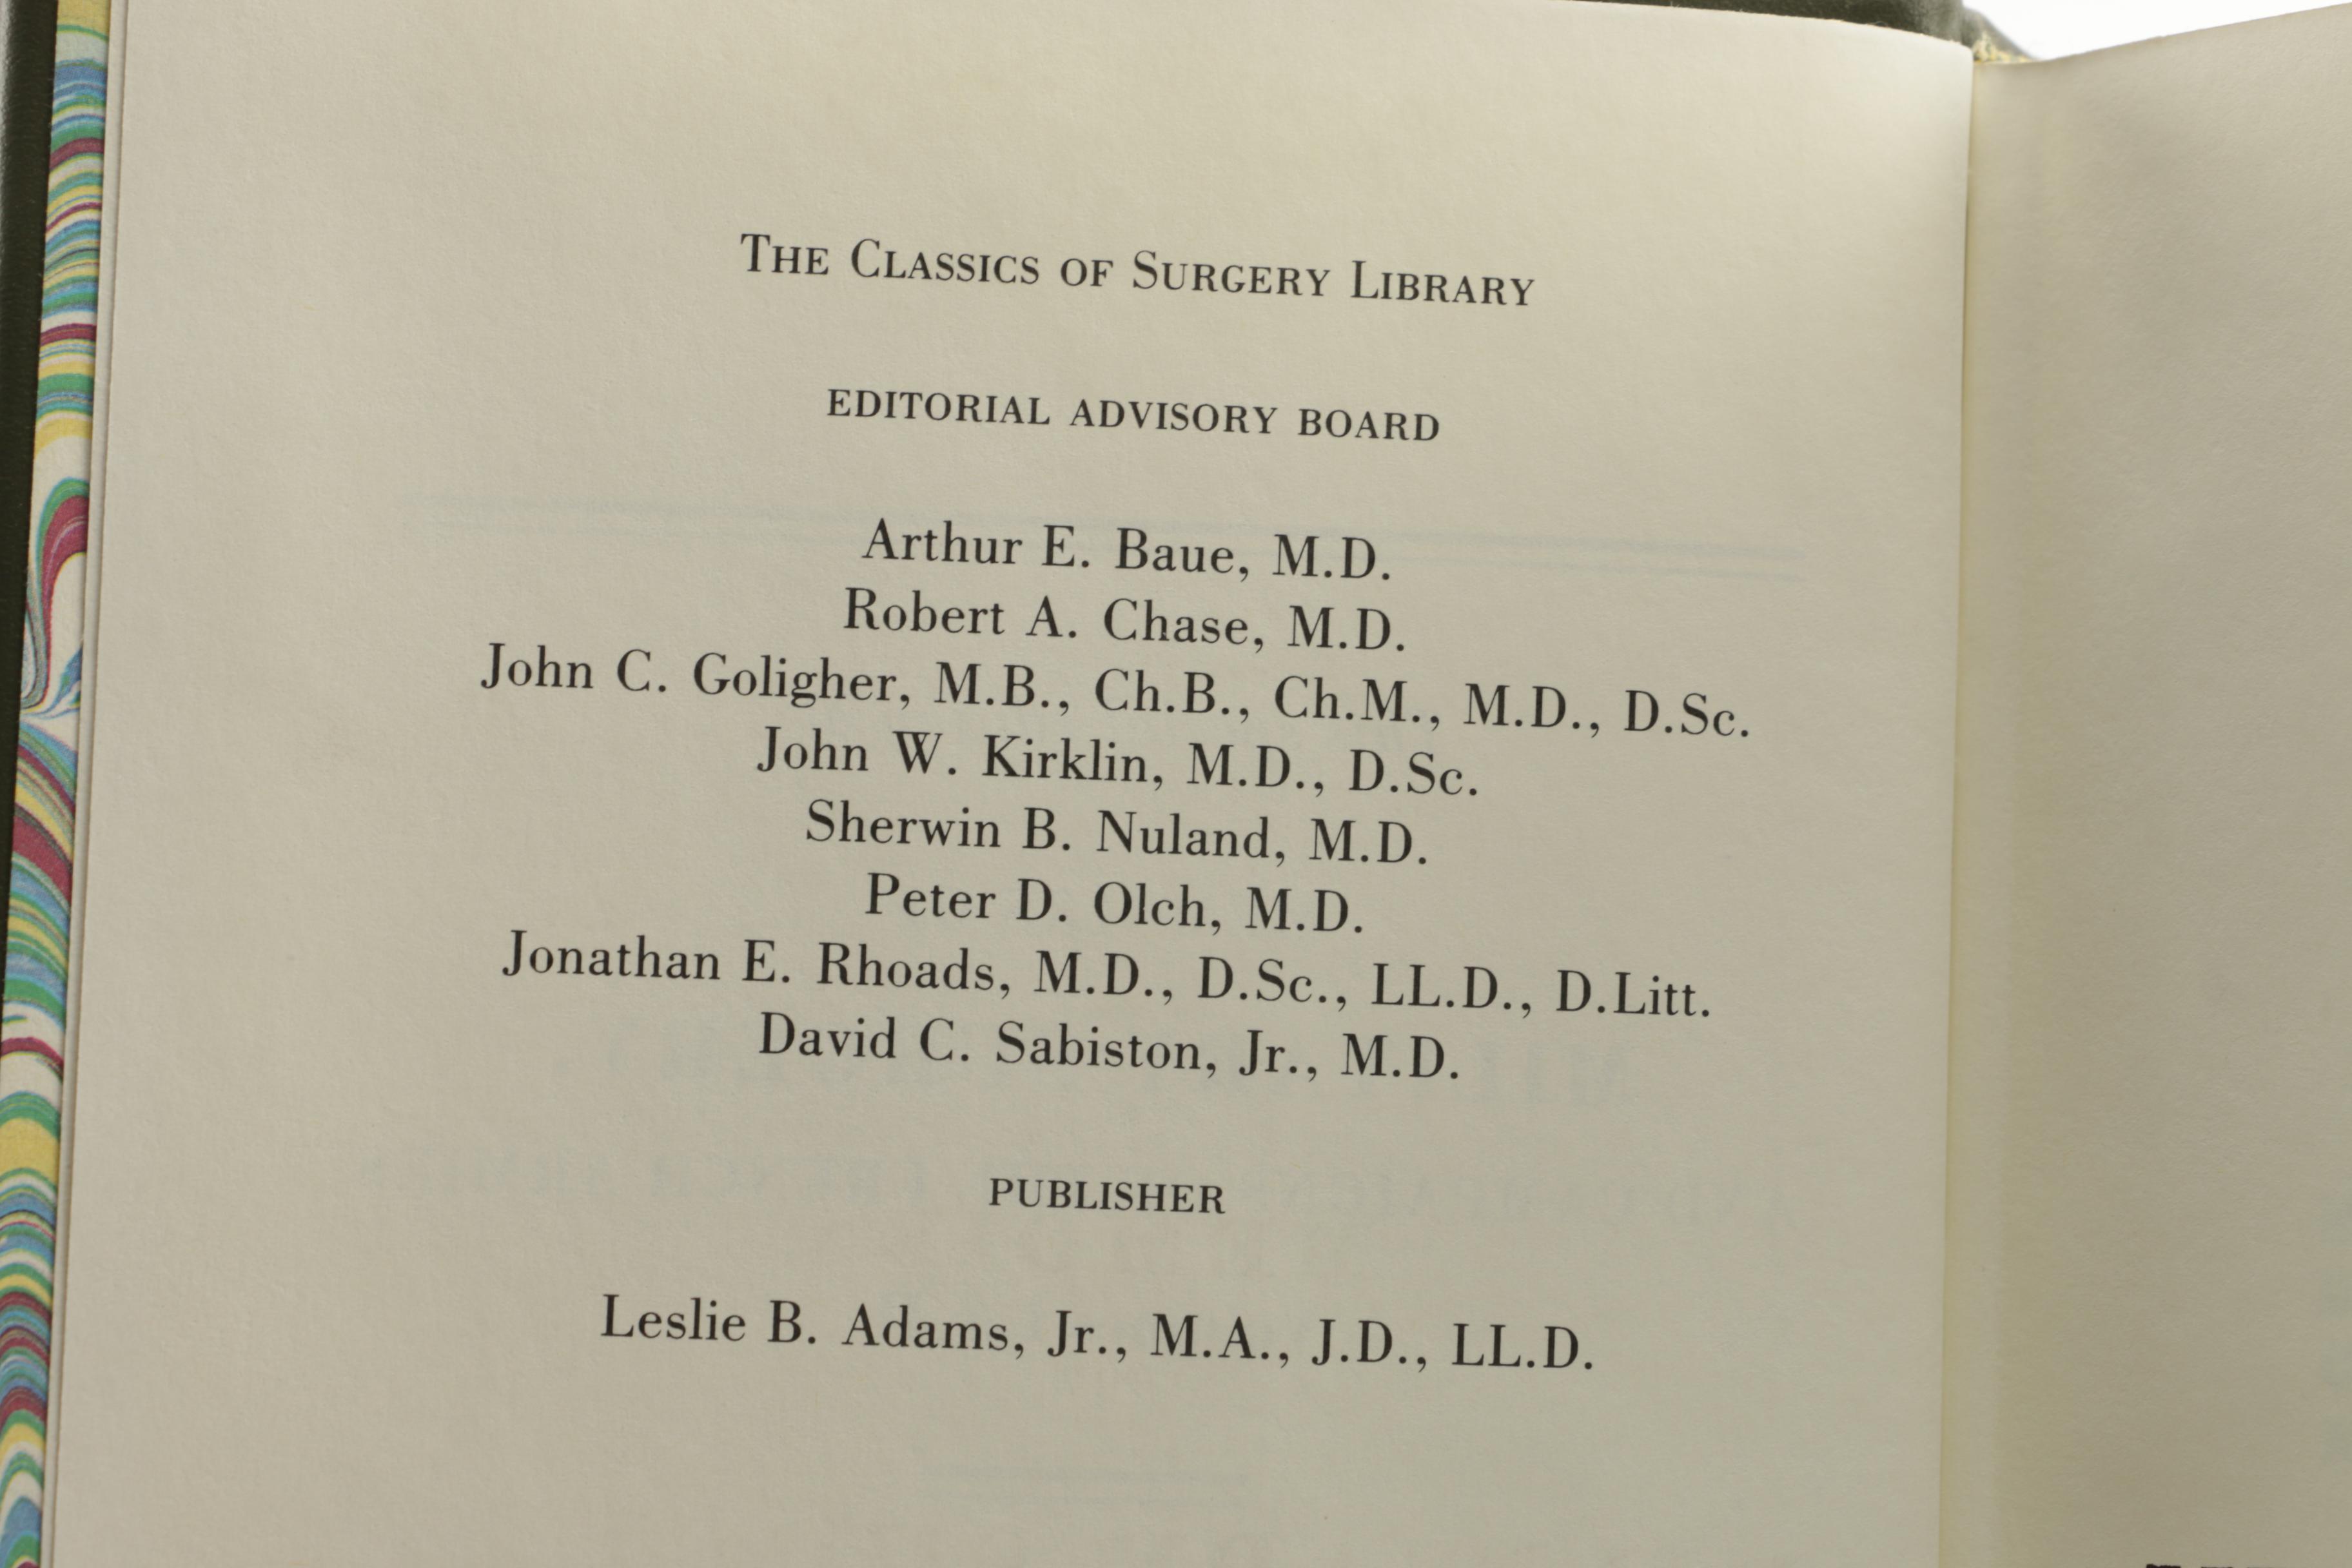 The Classics of Surgery Library
EDITORIAL ADVISORY BOARD
Arthur E. Baue, M.D.
Robert A. Chase, M.D.
John C. Goligher, M.B., Ch.B., Ch.M., M.D., D.Sc.
John W. Kirklin, M.D., D.Sc.
Sherwin B. Nuland, M.D.
Peter D. Olch, M.D.
Jonathan E. Rhoads, M.D., D.Sc., LL.D., D.Litt.
David C. Sabiston, Jr., M.D.
PUBLISHER
Leslie B. Adams, Jr., M.A., J.D., LL.D.